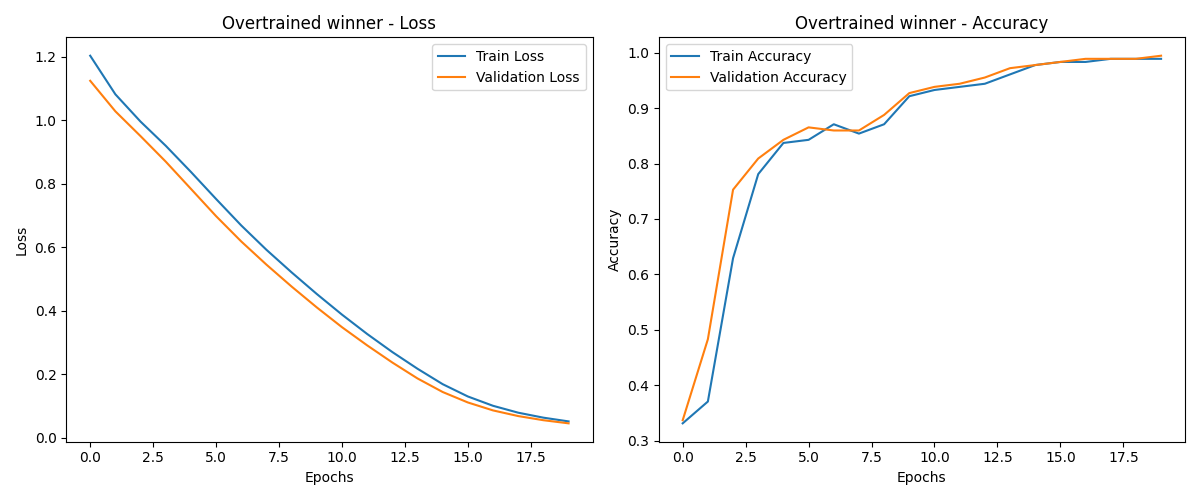 Overtrained winner - Loss
Train Loss
Validation Loss
Loss
1.2
1.0
0.8
0.6
0.4
0.2
0.0
0.0 2.5 5.0 7.5 10.0 12.5 15.0 17.5
Epochs
Overtrained winner - Accuracy
Train Accuracy
Validation Accuracy
Accuracy
1.0
0.9
0.8
0.7
0.6
0.5
0.4
0.3
0.0 2.5 5.0 7.5 10.0 12.5 15.0 17.5
Epochs